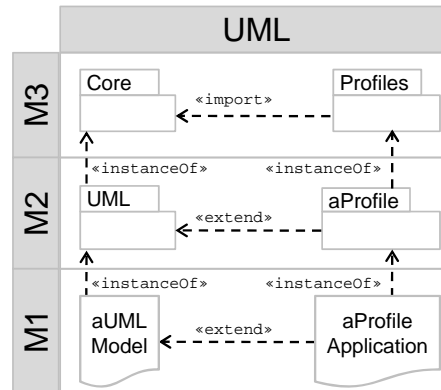 UML
M3
Core
Profiles
«import»
«instanceOf»
«instanceOf»
M2
UML
aProfile
«extend»
«instanceOf»
«instanceOf»
M1
aUML
Model
«extend»
aProfile
Application